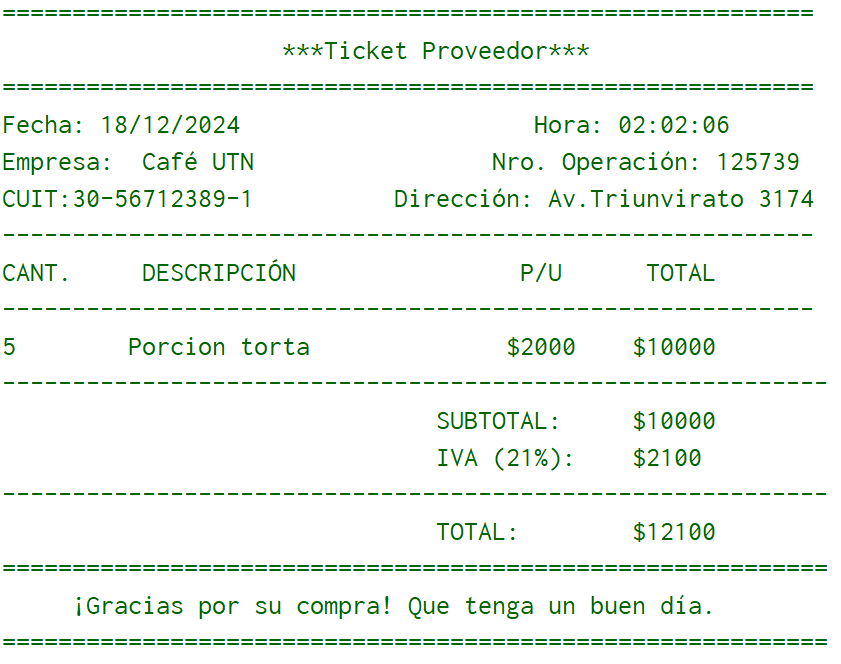 ==========================================================
***Ticket Proveedor***
==========================================================
Fecha: 18/12/2024                     Hora: 02:02:06
Empresa:  Café UTN                 Nro. Operación: 125739
CUIT:30-56712389-1          Dirección: Av.Triunvirato 3174
----------------------------------------------------------
CANT.     DESCRIPCIÓN                P/U      TOTAL
----------------------------------------------------------
5        Porcion torta              $2000    $10000
-----------------------------------------------------------
SUBTOTAL:     $10000
IVA (21%):    $2100
-----------------------------------------------------------
TOTAL:        $12100
===========================================================
¡Gracias por su compra! Que tenga un buen día.
===========================================================